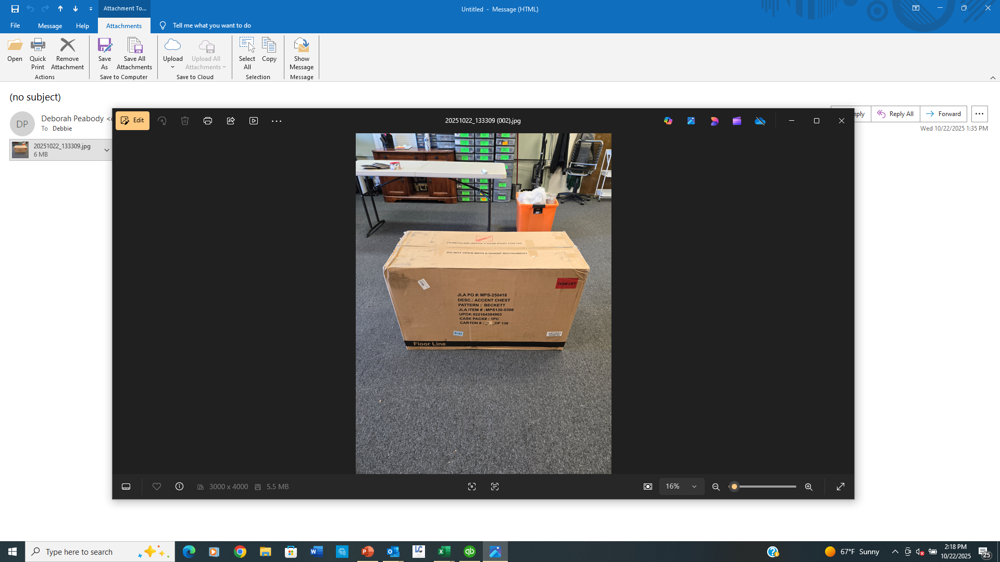 Attachment To...
Untitled - Message (HTML)
File
Message
Help
Attachments
Tell me what you want to do
Open
Quick Print
Remove Attachment
Save As
Save All Attachments
Upload
Upload All Attachments
Select All
Copy
Show Message
Actions
Save to Computer
Save to Cloud
Selection
Message
(no subject)
DP
Deborah Peabody <
To Debbie
Reply All
Forward
Wed 10/22/2025 1:35 PM
20251022_133309.jpg
6 MB
Edit
20251022_133309 (002).jpg
DO NOT OPEN WITH A SHARP INSTRUMENT
DO NOT OPEN WITH A SHARP INSTRUMENT
TEAM LIFT
JLA PO #: MPS-250418
DESC.: ACCENT CHEST
PATTERN : BECKETT
JLA ITEM # : MPS130-0306
UPC#: 022164384963
CASE PACK# : 1PC
CARTON # : 9 OF 130
Floor Line
3000 x 4000
5.5 MB
16%
Type here to search
67°F Sunny
2:18 PM
10/22/2025
25